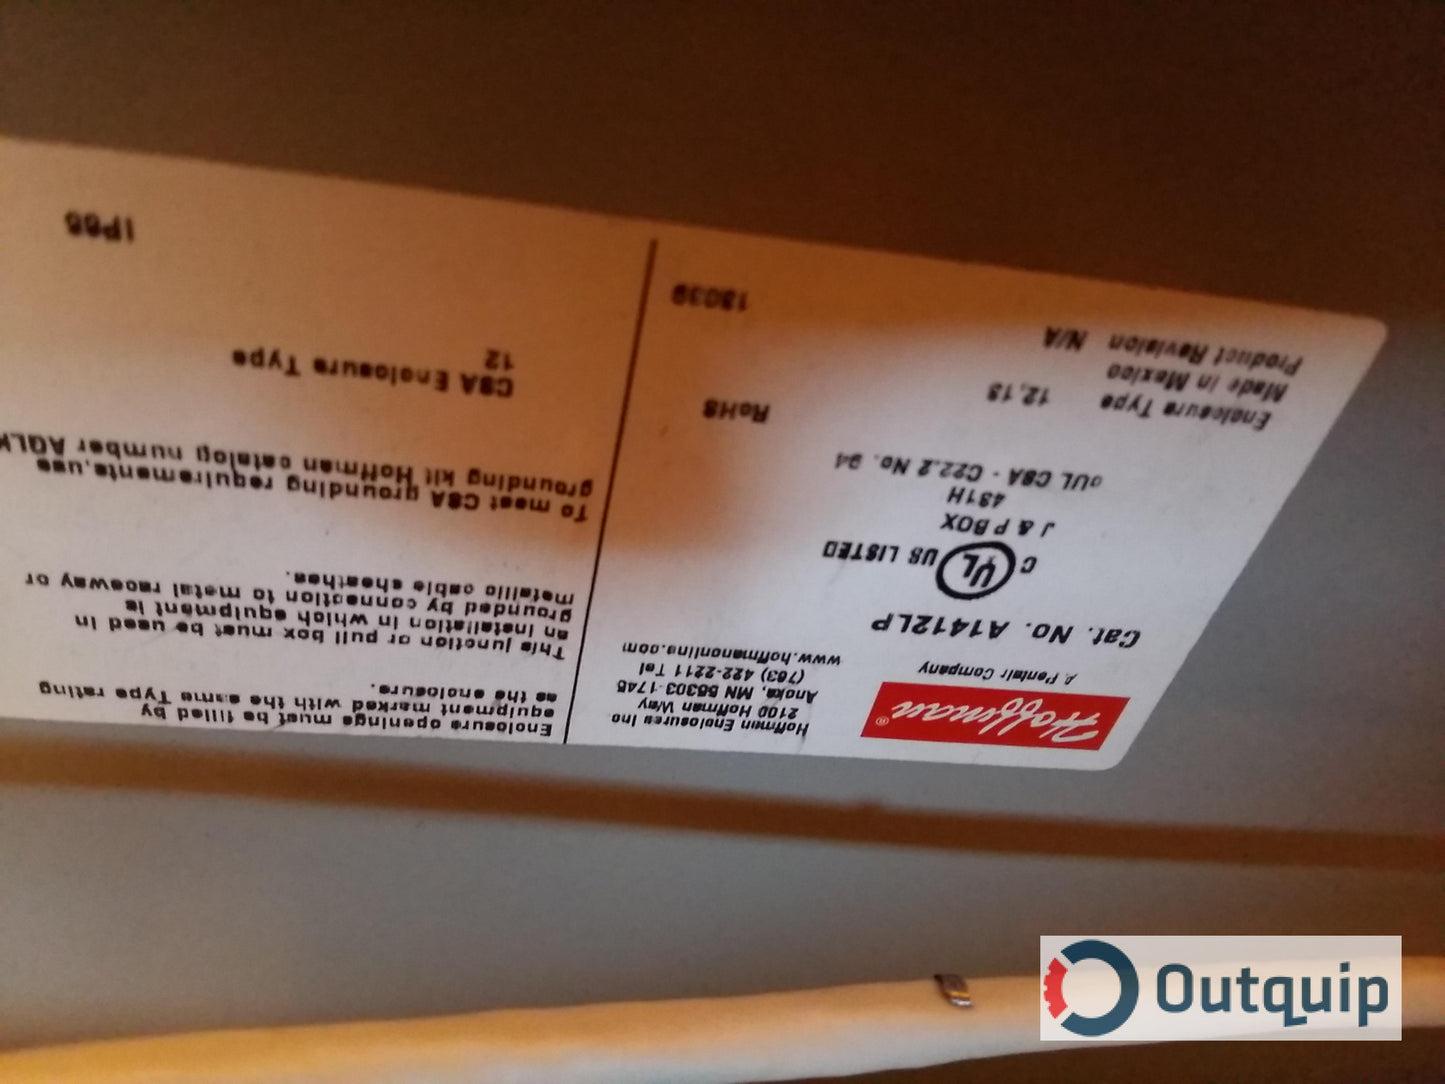 Hoffman®
A Pentair Company
Hoffman Enclosures Inc
2100 Hoffman Way
Anoka, MN 55303-1745
(763) 422-2211 Tel
www.hoffmanonline.com
Cat. No. A1412LP
C UL US LISTED
J & P BOX
431H
cUL CSA - C22.2 No. 94
Enclosure Type 12,13
Made in Mexico
Product Revision N/A
RoHS
13039
Enclosure openings must be filled by
equipment marked with the same Type rating
as the enclosure.
This junction or pull box must be used in
an installation in which equipment is
grounded by connection to metal raceway or
metallic cable sheathes.
To meet CSA grounding requirements,use
grounding kit Hoffman catalog number
CSA Enclosure Type
12
Outquip